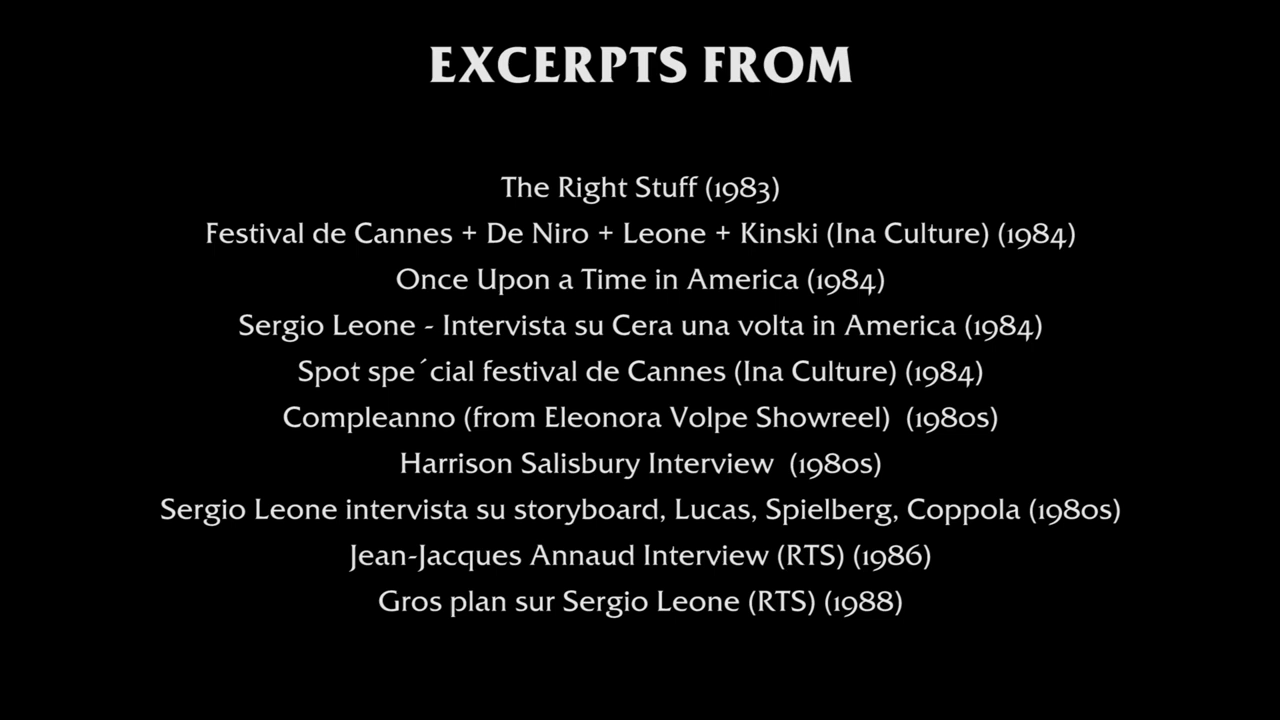 EXCERPTS FROM
The Right Stuff (1983)
Festival de Cannes + De Niro + Leone + Kinski (Ina Culture) (1984)
Once Upon a Time in America (1984)
Sergio Leone - Intervista su Cera una volta in America (1984)
Spot spe´cial festival de Cannes (Ina Culture) (1984)
Compleanno (from Eleonora Volpe Showreel)  (1980s)
Harrison Salisbury Interview  (1980s)
Sergio Leone intervista su storyboard, Lucas, Spielberg, Coppola (1980s)
Jean-Jacques Annaud Interview (RTS) (1986)
Gros plan sur Sergio Leone (RTS) (1988)